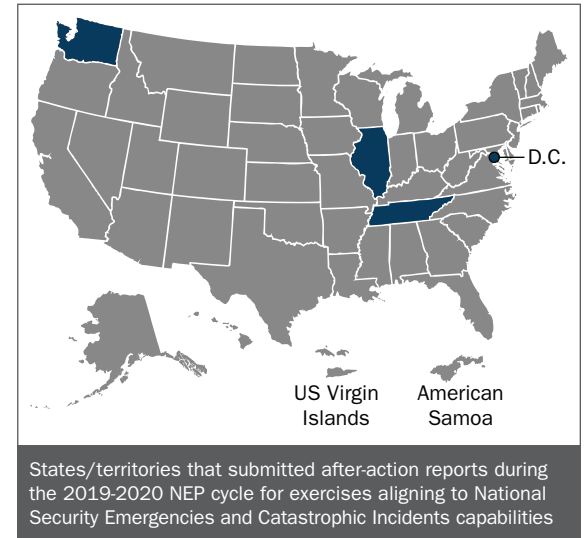 D.C.
US Virgin
Islands
American
Samoa
States/territories that submitted after-action reports during
the 2019-2020 NEP cycle for exercises aligning to National
Security Emergencies and Catastrophic Incidents capabilities